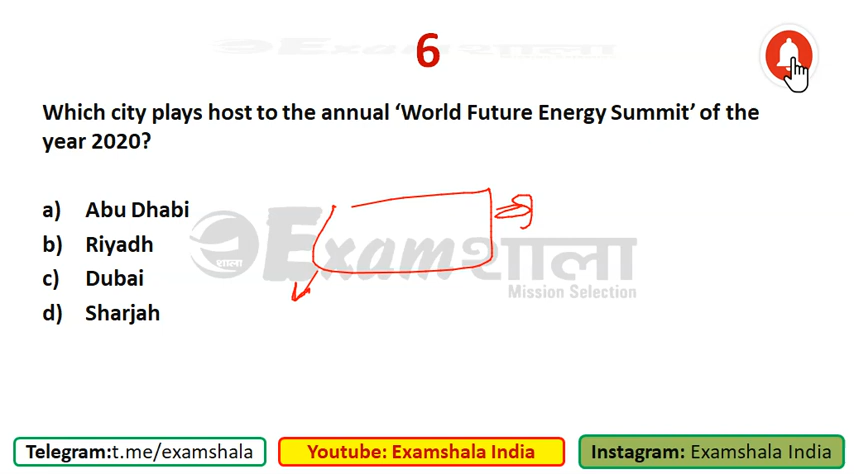 Examशाला
6
Which city plays host to the annual ‘World Future Energy Summit’ of the
year 2020?
a) Abu Dhabi
b) Riyadh
c) Dubai
d) Sharjah
शाला Examशाला
Mission Selection
Telegram:t.me/examshala
Youtube: Examshala India
Instagram: Examshala India